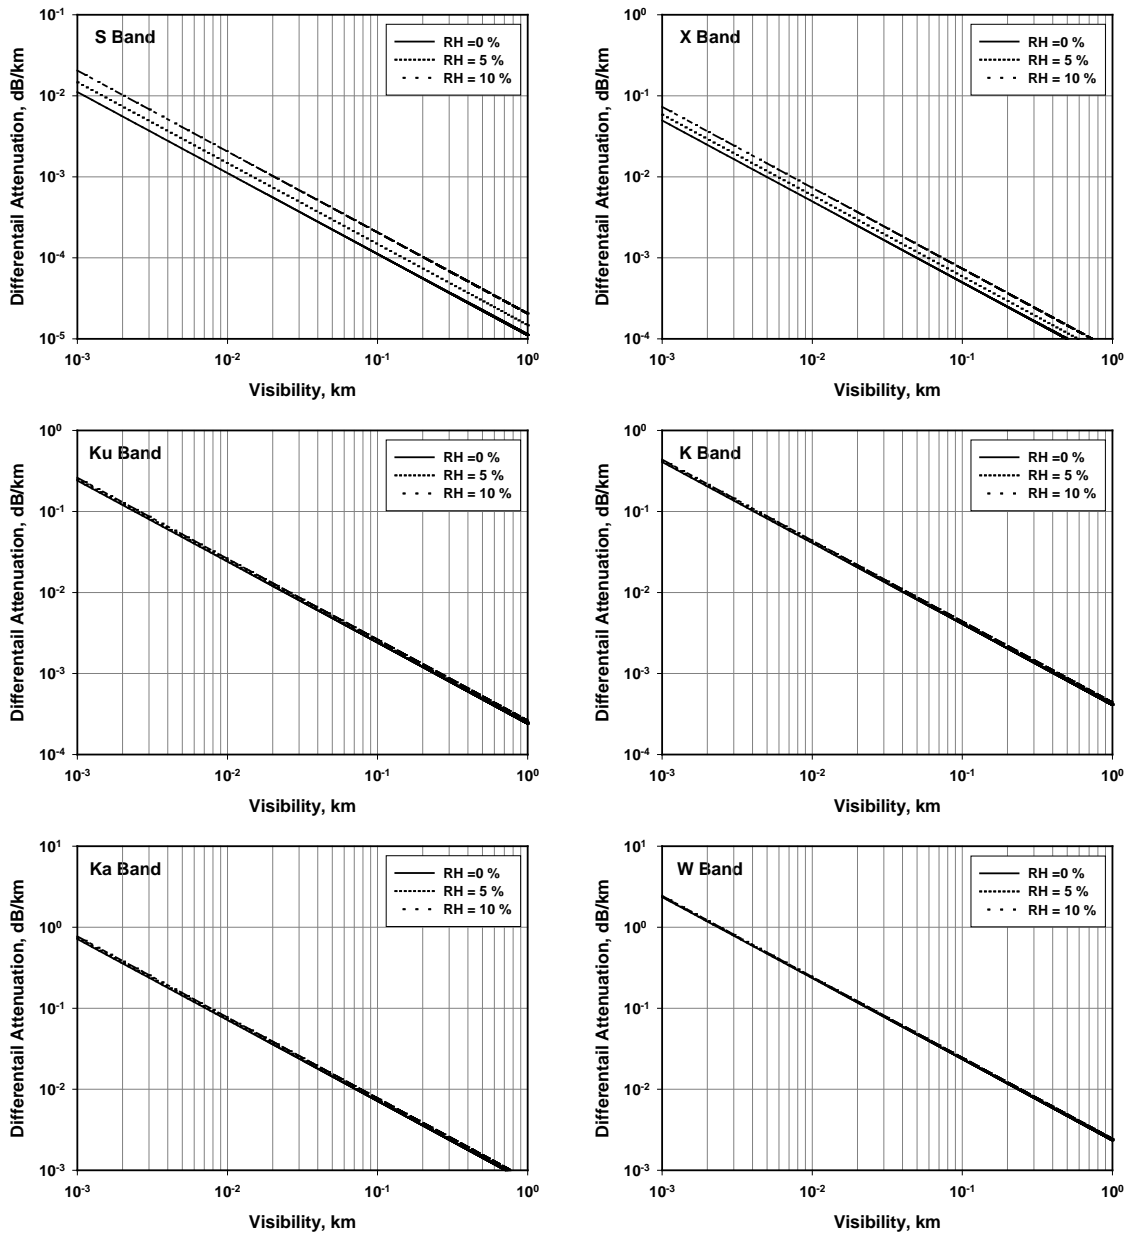 S Band
RH =0 %
RH = 5 %
RH = 10 %
Differentail Attenuation, dB/km
10-1
10-2
10-3
10-4
10-5
10-3 10-2 10-1 100
Visibility, km
X Band
RH =0 %
RH = 5 %
RH = 10 %
Differentail Attenuation, dB/km
100
10-1
10-2
10-3
10-4
10-3 10-2 10-1 100
Visibility, km
Ku Band
RH =0 %
RH = 5 %
RH = 10 %
Differentail Attenuation, dB/km
100
10-1
10-2
10-3
10-4
10-3 10-2 10-1 100
Visibility, km
K Band
RH =0 %
RH = 5 %
RH = 10 %
Differentail Attenuation, dB/km
100
10-1
10-2
10-3
10-4
10-3 10-2 10-1 100
Visibility, km
Ka Band
RH =0 %
RH = 5 %
RH = 10 %
Differentail Attenuation, dB/km
101
100
10-1
10-2
10-3
10-3 10-2 10-1 100
Visibility, km
W Band
RH =0 %
RH = 5 %
RH = 10 %
Differentail Attenuation, dB/km
101
100
10-1
10-2
10-3
10-3 10-2 10-1 100
Visibility, km